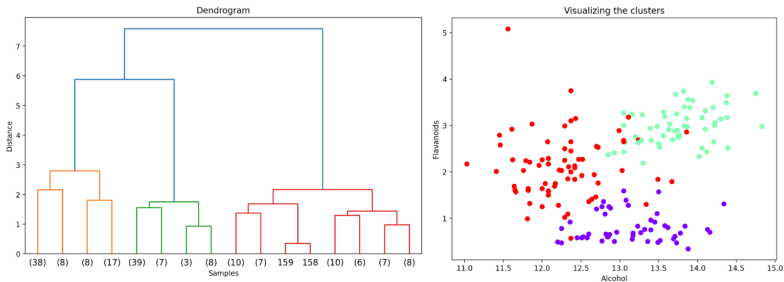 Dendrogram
Distance
7
6
5
4
3
2
1
0
(38) (8) (8) (17) (39) (7) (3) (8) (10) (7) 159 158 (10) (6) (7) (8)
Samples
Visualizing the clusters
Flavanoids
5
4
3
2
1
11.0 11.5 12.0 12.5 13.0 13.5 14.0 14.5 15.0
Alcohol